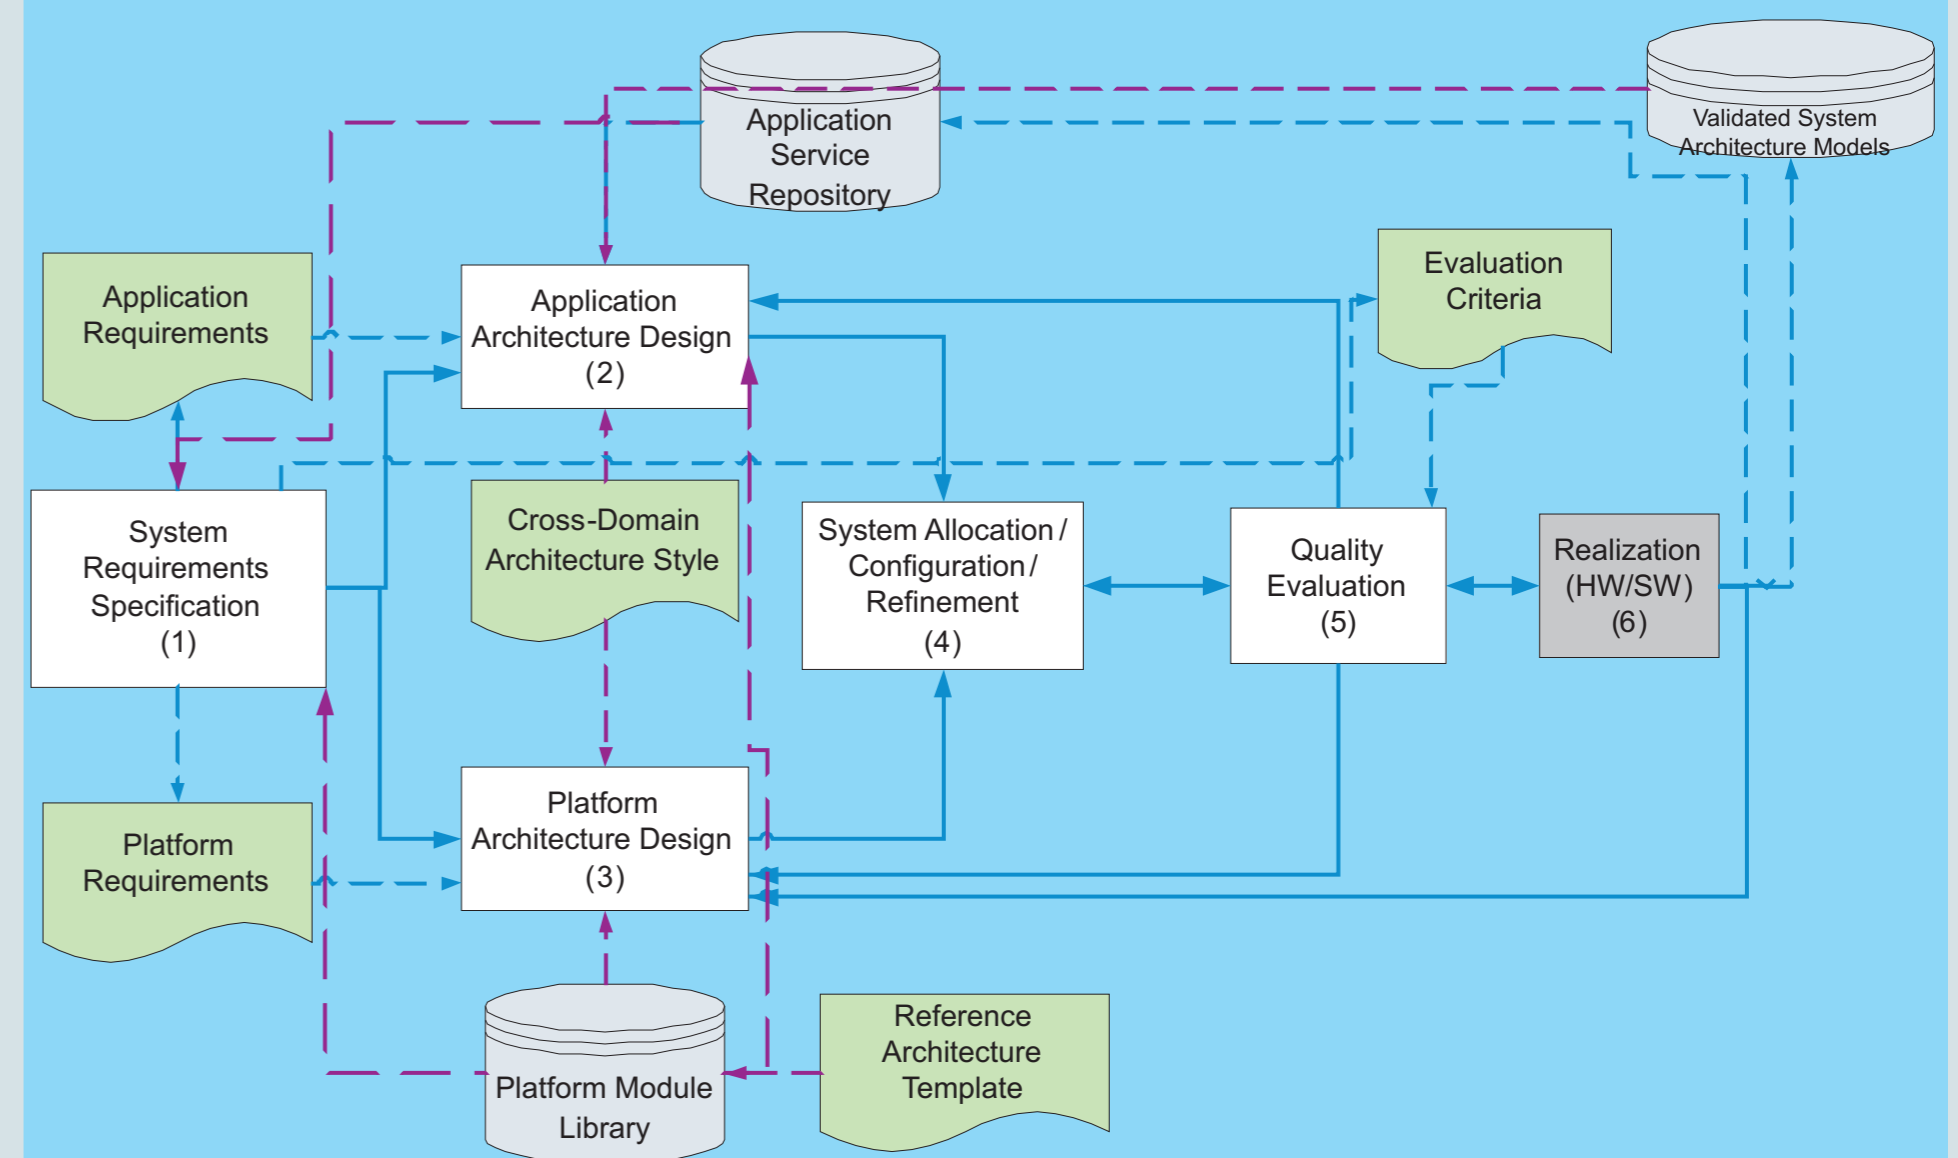 Application
Service
Repository
Validated System
Architecture Models
Application
Requirements
Application
Architecture Design
(2)
Evaluation
Criteria
System
Requirements
Specification
(1)
Cross-Domain
Architecture Style
System Allocation/
Configuration/
Refinement
(4)
Quality
Evaluation
(5)
Realization
(HW/SW)
(6)
Platform
Requirements
Platform
Architecture Design
(3)
Platform Module
Library
Reference
Architecture
Template